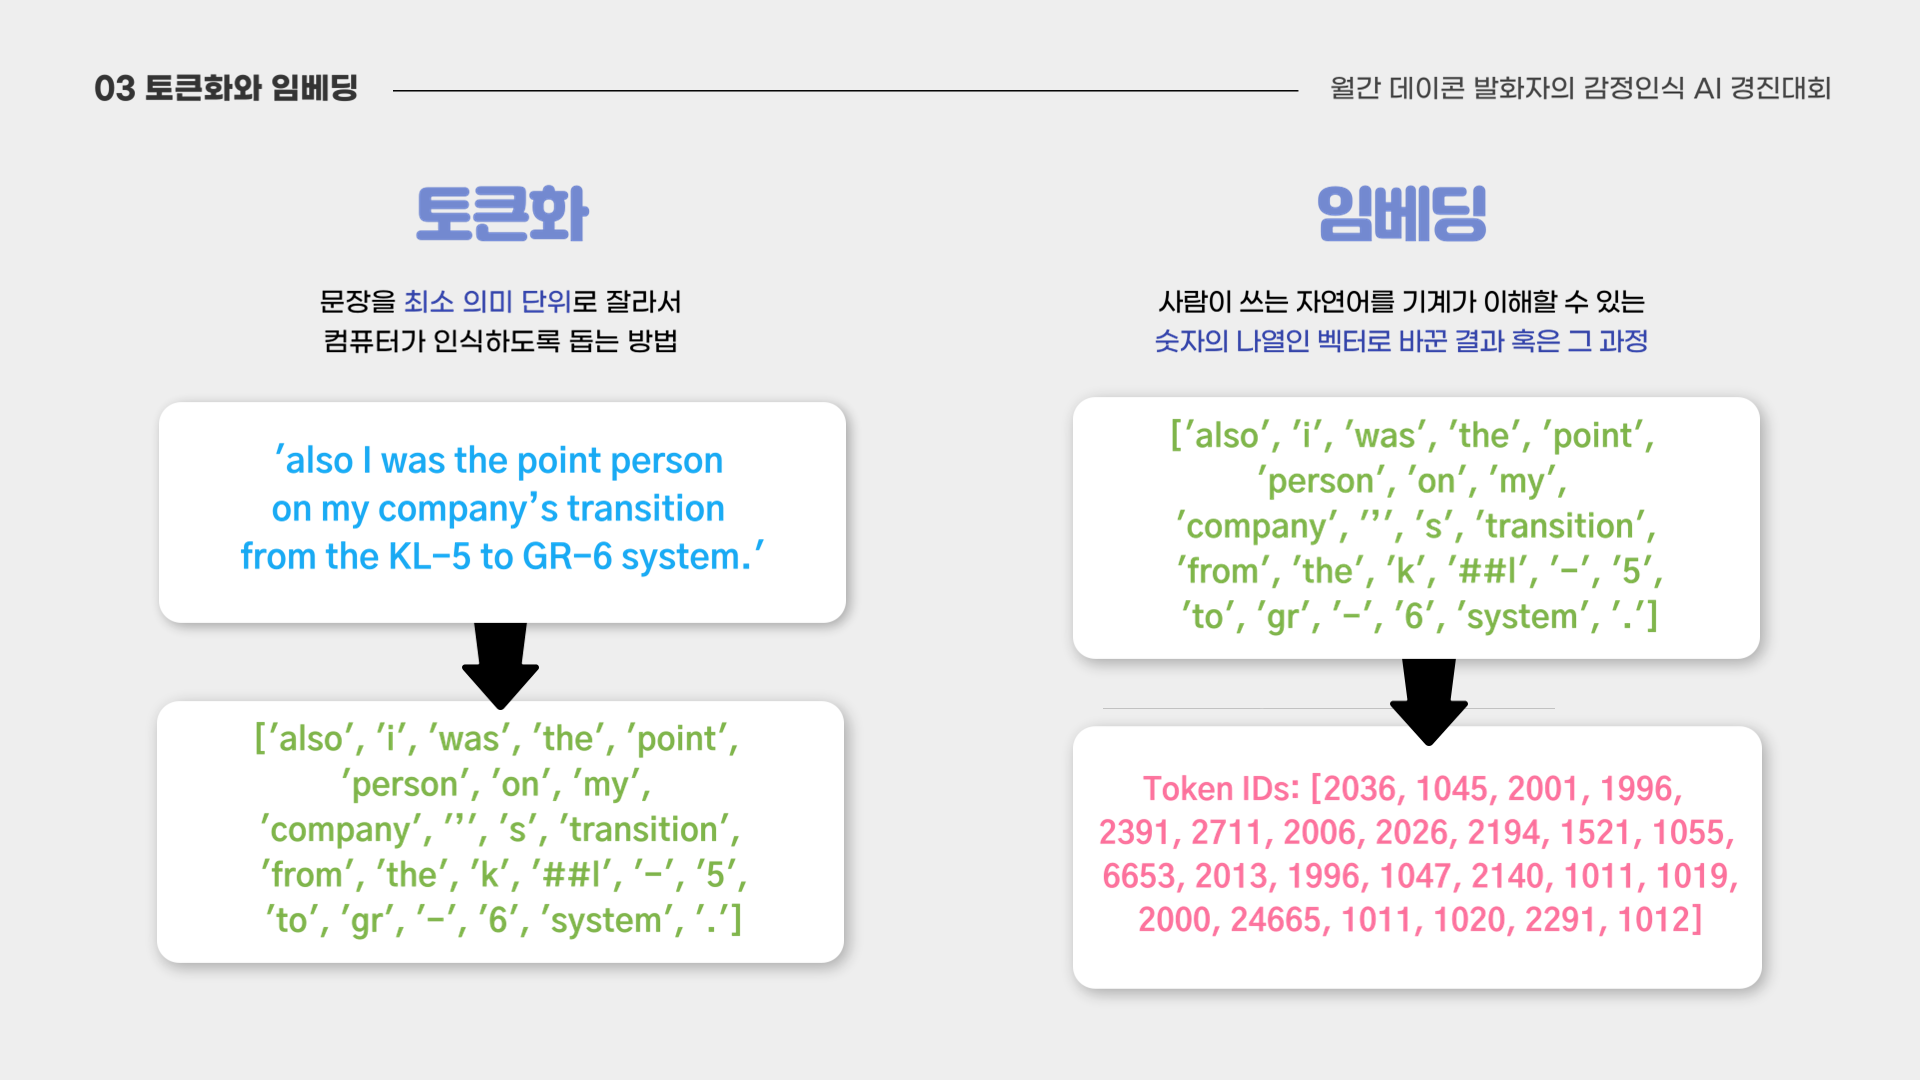 03 토큰화와 임베딩
월간 데이콘 발화자의 감정인식 AI 경진대회
토큰화
문장을 최소 의미 단위로 잘라서
컴퓨터가 인식하도록 돕는 방법
'also I was the point person
on my company's transition
from the KL-5 to GR-6 system.'
['also', 'i', 'was', 'the', 'point',
'person', 'on', 'my',
'company', ''', 's', 'transition',
'from', 'the', 'k', '##l', '-', '5',
'to', 'gr', '-', '6', 'system', '.']
임베딩
사람이 쓰는 자연어를 기계가 이해할 수 있는
숫자의 나열인 벡터로 바꾼 결과 혹은 그 과정
['also', 'i', 'was', 'the', 'point',
'person', 'on', 'my',
'company', ''', 's', 'transition',
'from', 'the', 'k', '##l', '-', '5',
'to', 'gr', '-', '6', 'system', '.']
Token IDs: [2036, 1045, 2001, 1996,
2391, 2711, 2006, 2026, 2194, 1521, 1055,
6653, 2013, 1996, 1047, 2140, 1011, 1019,
2000, 24665, 1011, 1020, 2291, 1012]